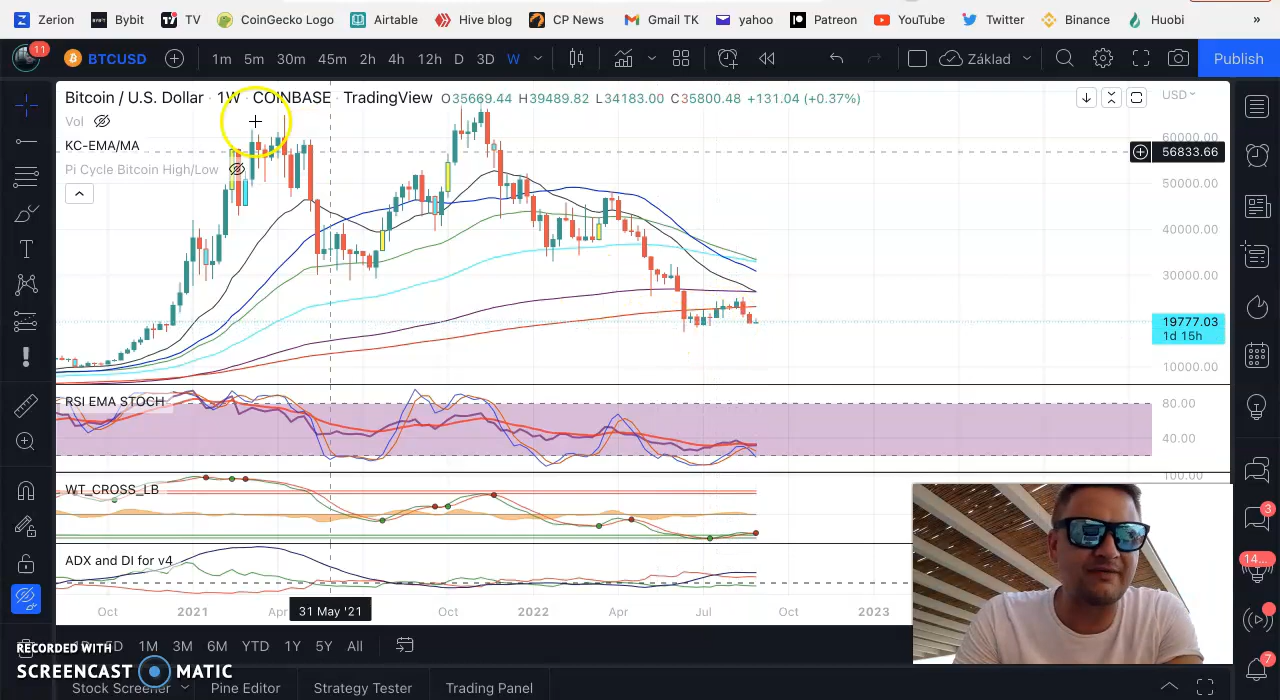 Zerion Bybit TV CoinGecko Logo Airtable Hive blog CP News Gmail TK yahoo Patreon YouTube Twitter Binance Huobi »
11 BTCUSD 1m 5m 30m 45m 2h 4h 12h D 3D W Základ Publish
Bitcoin / U.S. Dollar · 1W · COINBASE · TradingView O35669.44 H39489.82 L34183.00 C35800.48 +131.04 (+0.37%)
USD
Vol
KC-EMA/MA
Pi Cycle Bitcoin High/Low
60000.00
56833.66
50000.00
40000.00
30000.00
19777.03
1d 15h
10000.00
RSI EMA STOCH
80.00
40.00
WT_CROSS_LB
100.00
3
ADX and DI for v4
14...
Oct 2021 Apr 31 May '21 Oct 2022 Apr Jul Oct 2023
5D 1M 3M 6M YTD 1Y 5Y All
RECORDED WITH
SCREENCAST MATIC
7
Stock Screener Pine Editor Strategy Tester Trading Panel